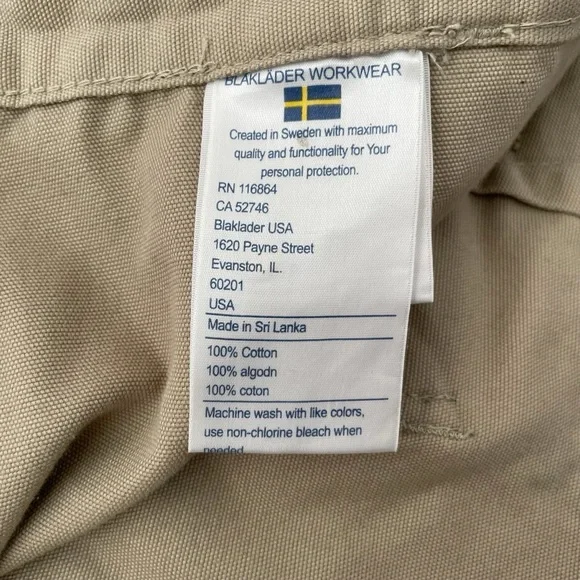 BLAKLADER WORKWEAR
Created in Sweden with maximum
quality and functionality for Your
personal protection.
RN 116864
CA 52746
Blaklader USA
1620 Payne Street
Evanston, IL.
60201
USA
Made in Sri Lanka
100% Cotton
100% algodn
100% coton
Machine wash with like colors,
use non-chlorine bleach when
needed